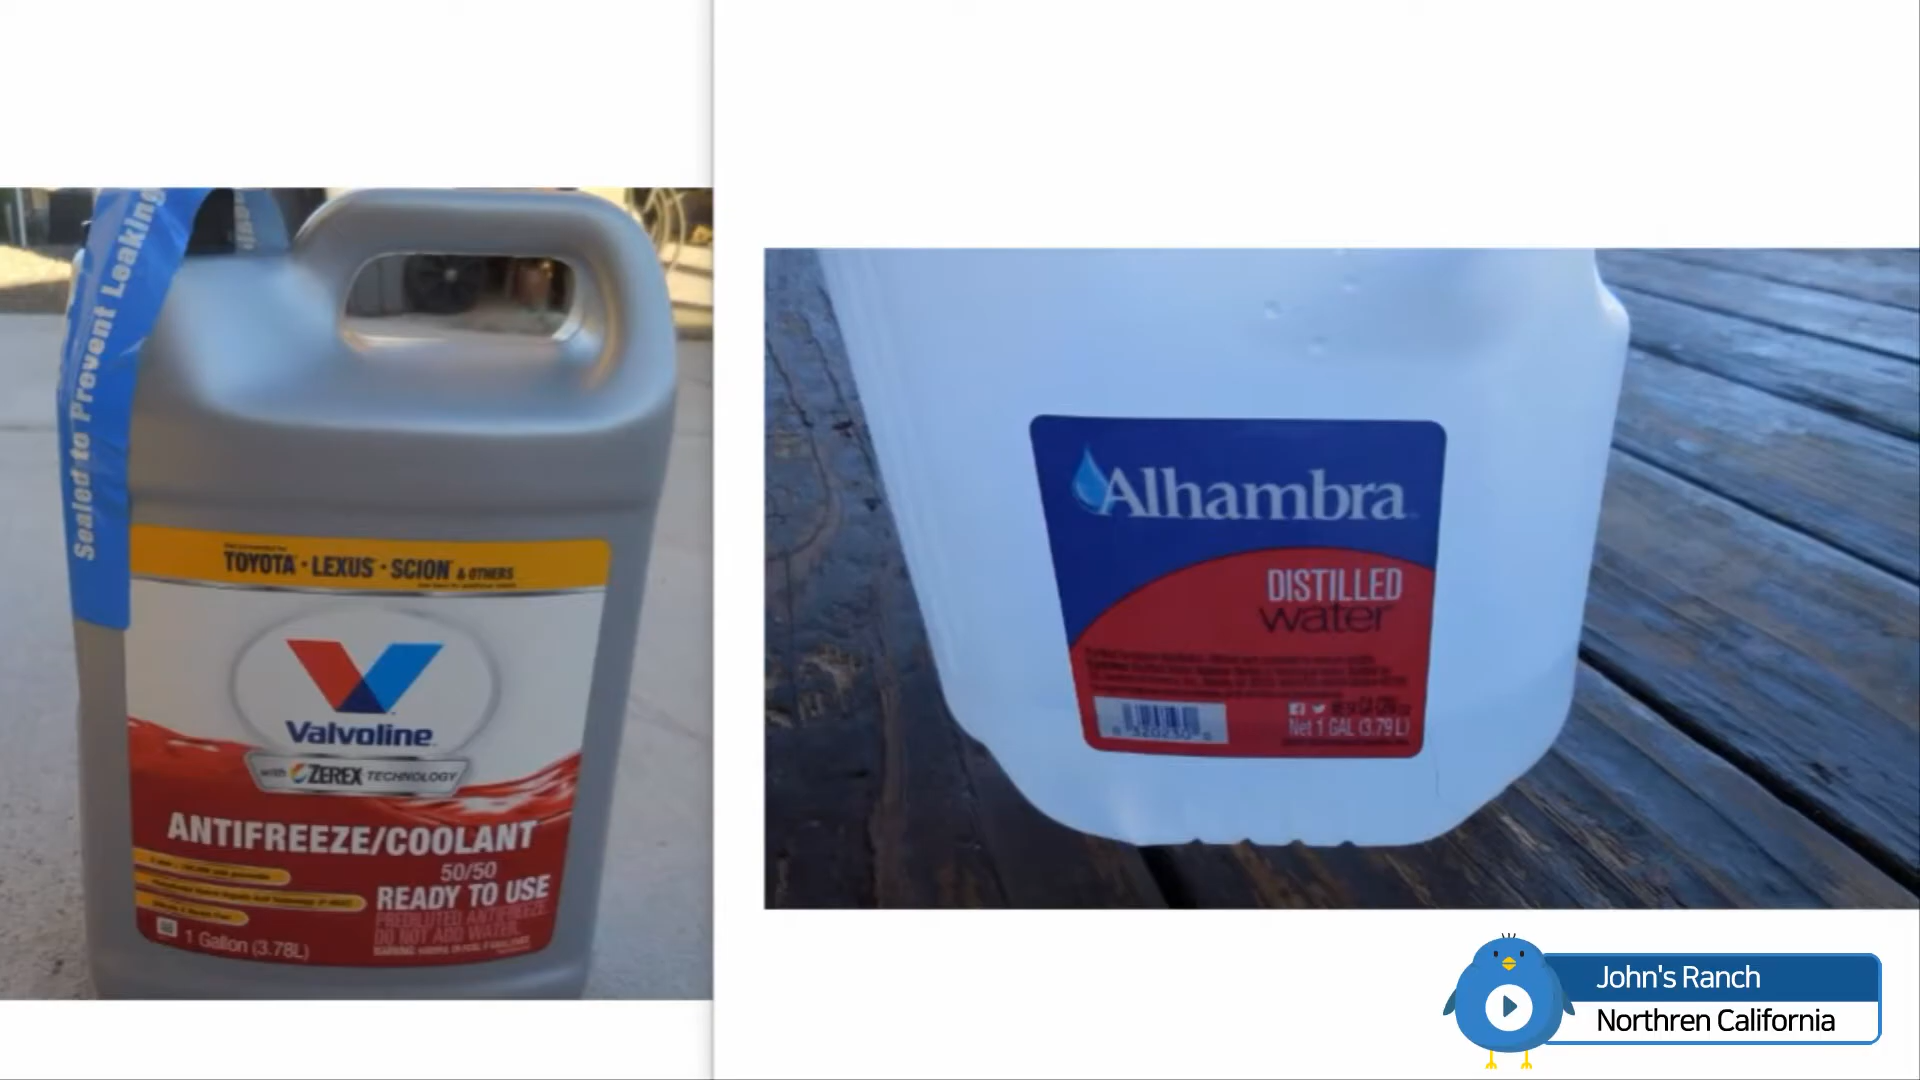 Sealed to Prevent Leaking
TOYOTA · LEXUS · SCION & OTHERS
Valvoline
with ZEREX TECHNOLOGY
ANTIFREEZE/COOLANT
50/50
READY TO USE
PREDILUTED ANTIFREEZE.
DO NOT ADD WATER.
1 Gallon (3.78L)
Alhambra
DISTILLED
water
Net 1 GAL (3.79 L)
John's Ranch
Northren California